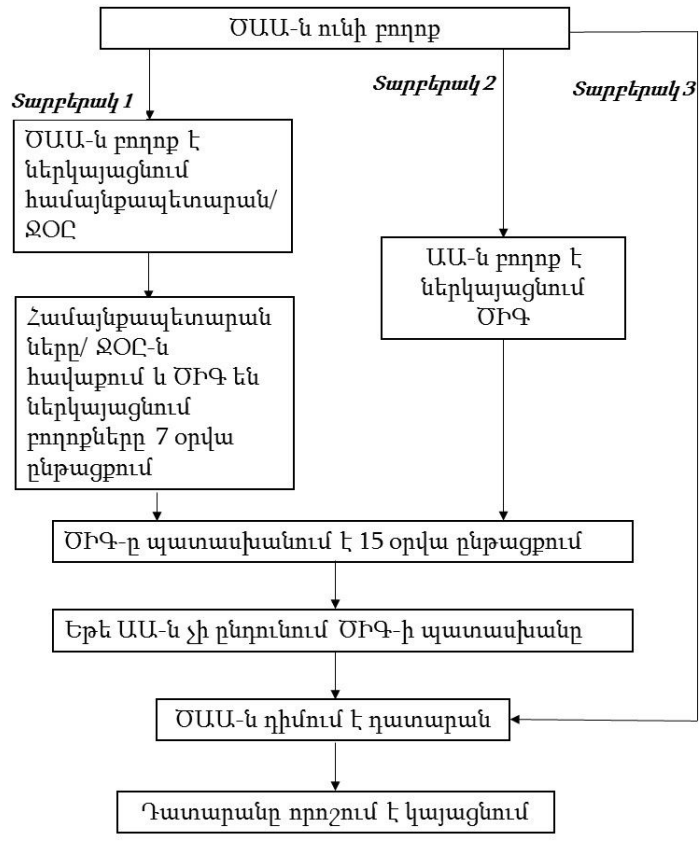 ԾԱԱ-ն ունի բողոք
Տարբերակ 1
Տարբերակ 2
Տարբերակ 3
ԾԱԱ-ն բողոք է
ներկայացնում
համայնքապետարան/
ՋՕԸ
ԱԱ-ն բողոք է
ներկայացնում
ԾԻԳ
Համայնքապետարան
ները/ ՋՕԸ-ն
հավաքում և ԾԻԳ են
ներկայացնում
բողոքները 7 օրվա
ընթացքում
ԾԻԳ-ը պատասխանում է 15 օրվա ընթացքում
Եթե ԱԱ-ն չի ընդունում ԾԻԳ-ի պատասխանը
ԾԱԱ-ն դիմում է դատարան
Դատարանը որոշում է կայացնում